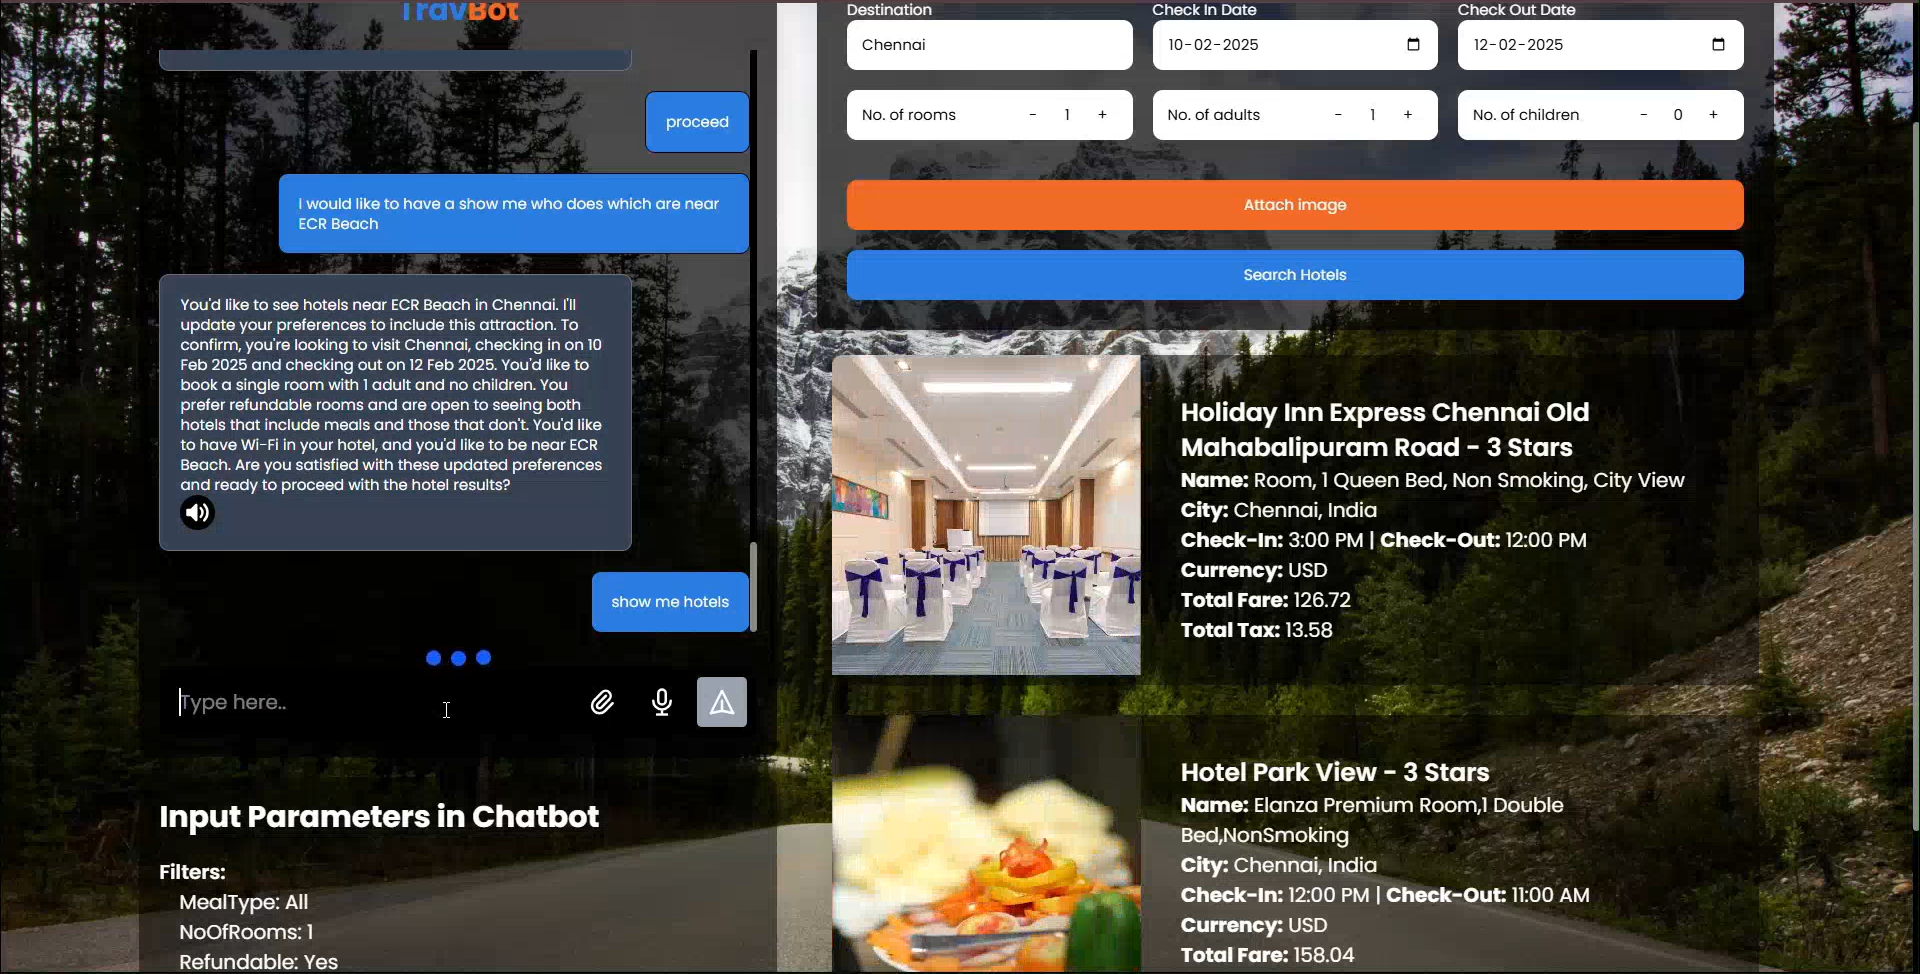 TravBot
proceed
I would like to have a show me who does which are near
ECR Beach
You'd like to see hotels near ECR Beach in Chennai. I'll
update your preferences to include this attraction. To
confirm, you're looking to visit Chennai, checking in on 10
Feb 2025 and checking out on 12 Feb 2025. You'd like to
book a single room with 1 adult and no children. You
prefer refundable rooms and are open to seeing both
hotels that include meals and those that don't. You'd like
to have Wi-Fi in your hotel, and you'd like to be near ECR
Beach. Are you satisfied with these updated preferences
and ready to proceed with the hotel results?
show me hotels
Type here..
Input Parameters in Chatbot
Filters:
MealType: All
NoOfRooms: 1
Refundable: Yes
Destination Check In Date Check Out Date
Chennai 10-02-2025 12-02-2025
No. of rooms - 1 + No. of adults - 1 + No. of children - 0 +
Attach image
Search Hotels
Holiday Inn Express Chennai Old
Mahabalipuram Road - 3 Stars
Name: Room, 1 Queen Bed, Non Smoking, City View
City: Chennai, India
Check-In: 3:00 PM | Check-Out: 12:00 PM
Currency: USD
Total Fare: 126.72
Total Tax: 13.58
Hotel Park View - 3 Stars
Name: Elanza Premium Room,1 Double
Bed,NonSmoking
City: Chennai, India
Check-In: 12:00 PM | Check-Out: 11:00 AM
Currency: USD
Total Fare: 158.04